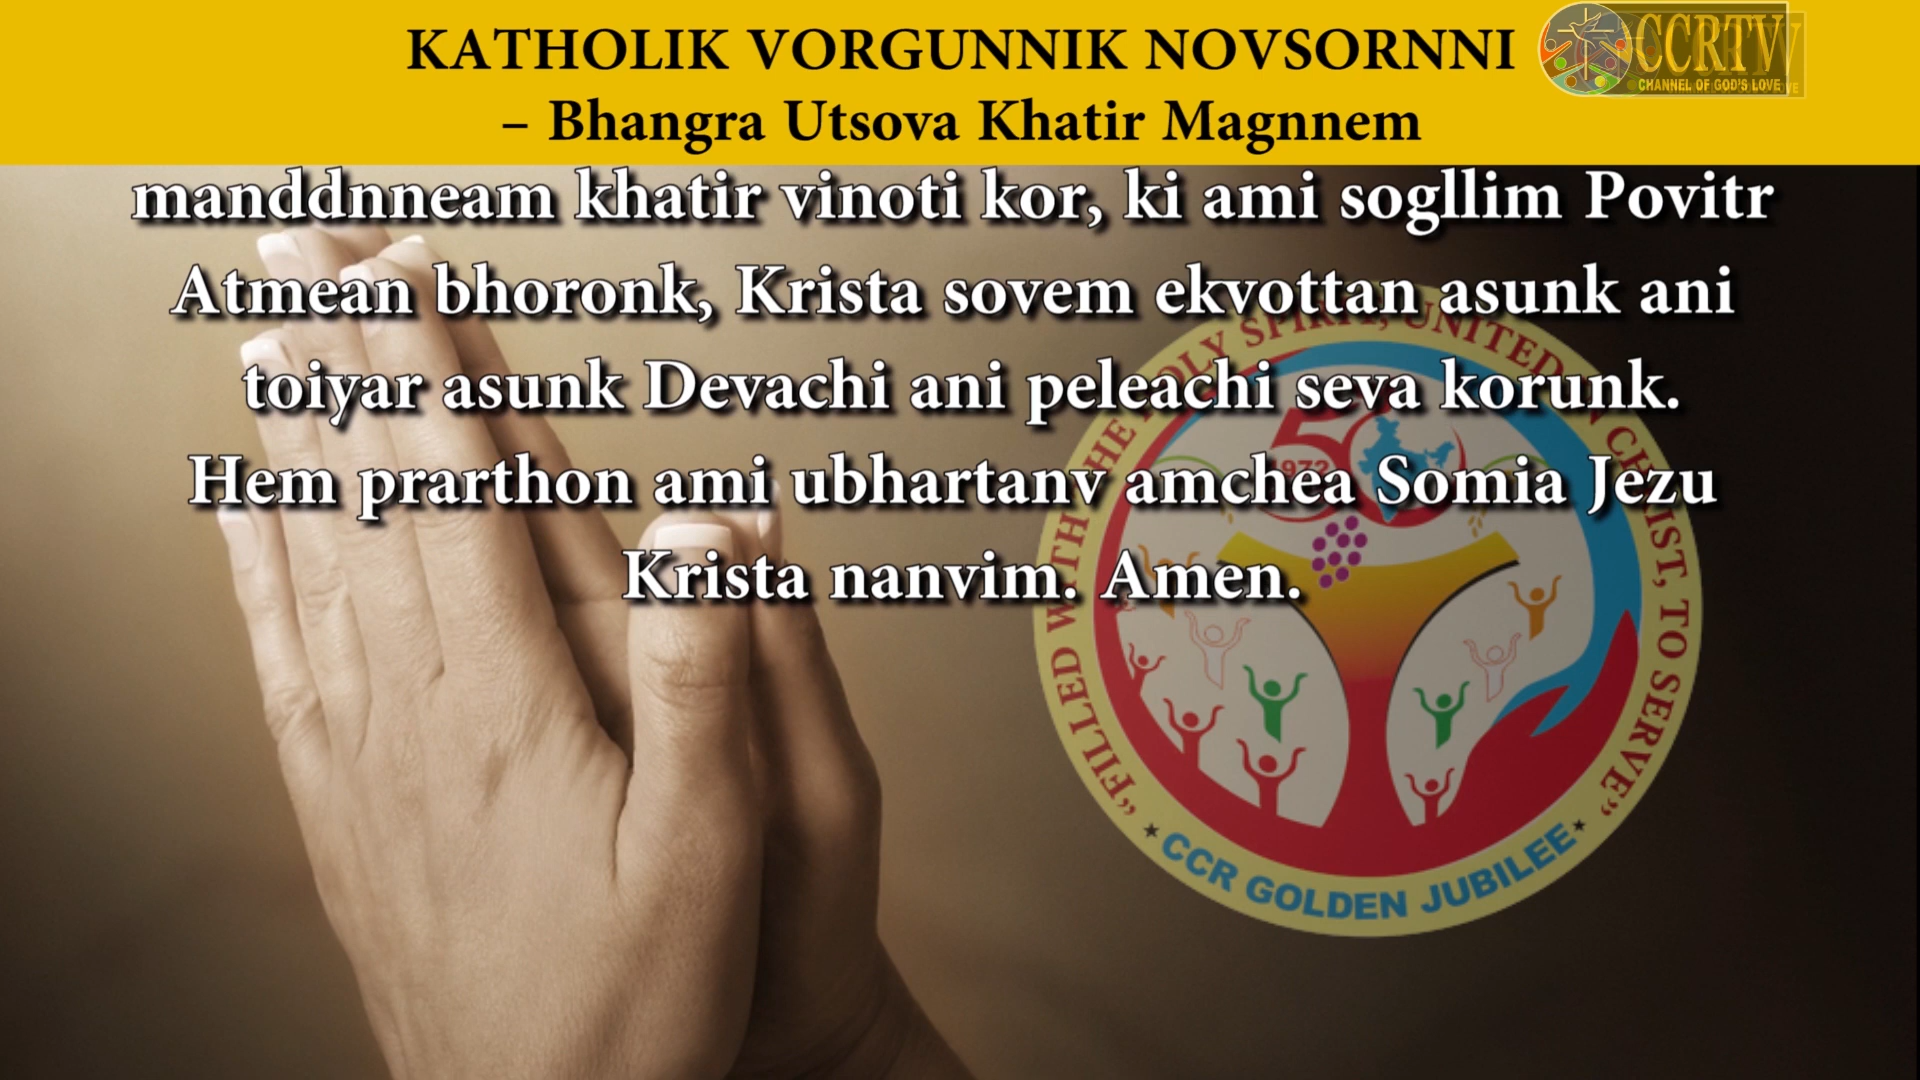 KATHOLIK VORGUNNIK NOVSORNNI
– Bhangra Utsova Khatir Magnnem
CCRTV
CHANNEL OF GOD'S LOVE
manddnneam khatir vinoti kor, ki ami sogllim Povitr
Atmean bhoronk, Krista sovem ekvottan asunk ani
toiyar asunk Devachi ani peleachi seva korunk.
Hem prarthon ami ubhartanv amchea Somia Jezu
Krista nanvim. Amen.
"FILLED WITH THE HOLY SPIRIT, UNITED IN CHRIST, TO SERVE"
50
1972
★ CCR GOLDEN JUBILEE ★